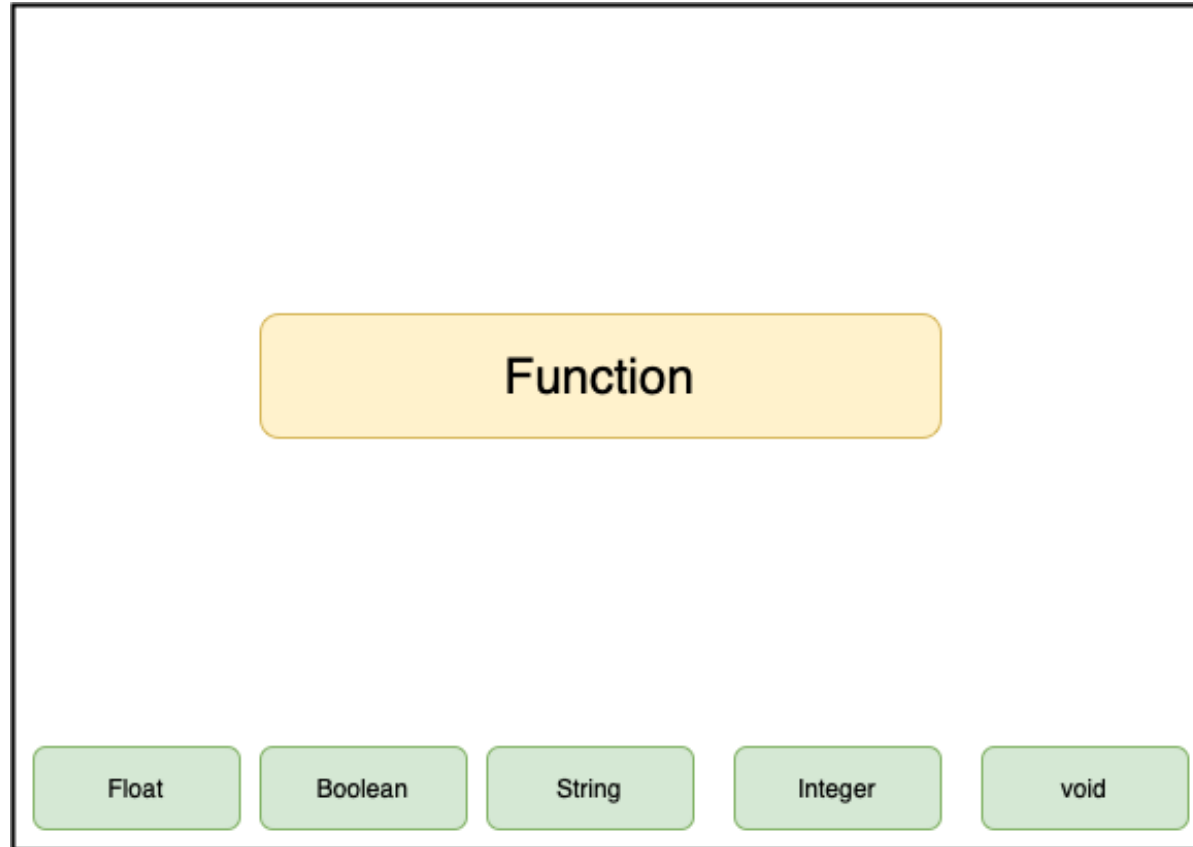 Function
Float
Boolean
String
Integer
void